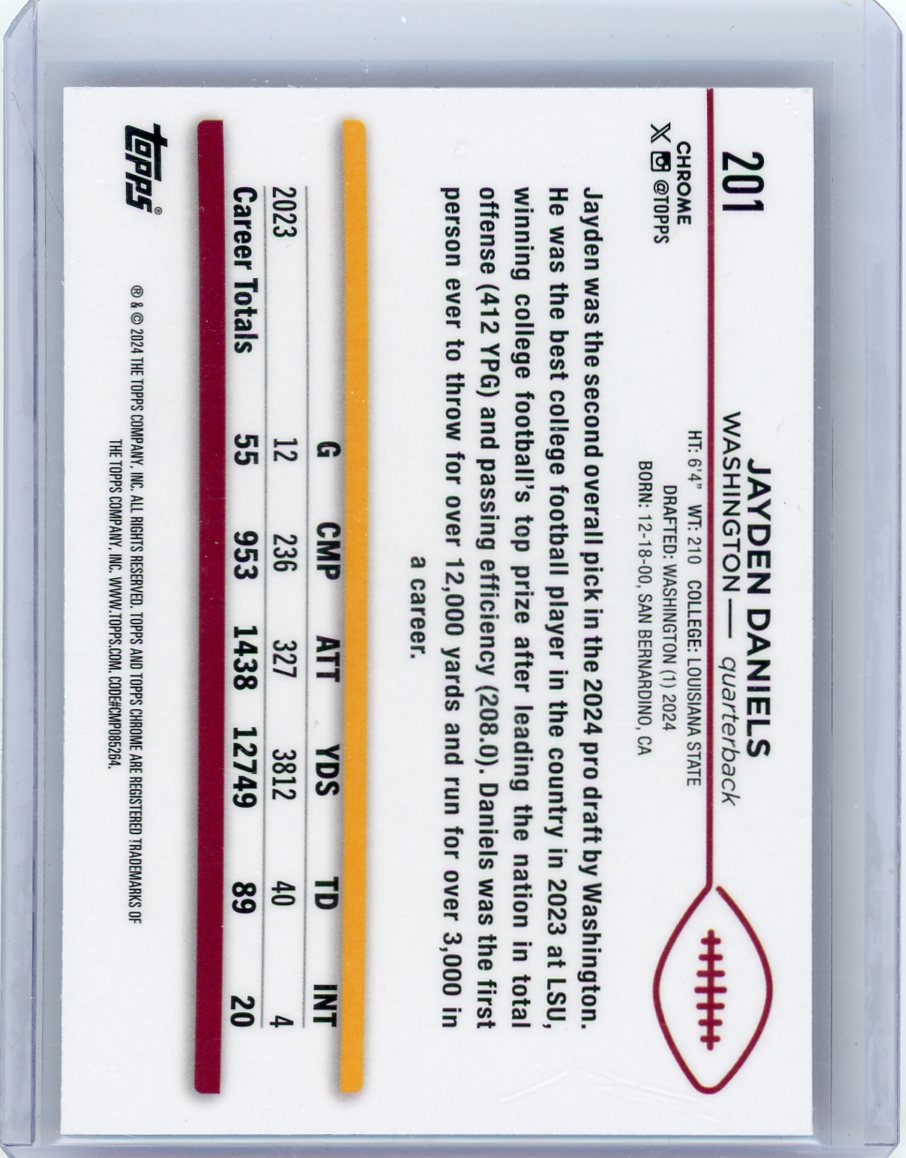 201
CHROME
X @TOPPS
JAYDEN DANIELS
WASHINGTON — quarterback
HT: 6'4" WT: 210 COLLEGE: LOUISIANA STATE
DRAFTED: WASHINGTON (1) 2024
BORN: 12-18-00, SAN BERNARDINO, CA
Jayden was the second overall pick in the 2024 pro draft by Washington.
He was the best college football player in the country in 2023 at LSU,
winning college football's top prize after leading the nation in total
offense (412 YPG) and passing efficiency (208.0). Daniels was the first
person ever to throw for over 12,000 yards and run for over 3,000 in
a career.
G CMP ATT YDS TD INT
2023 12 236 327 3812 40 4
Career Totals 55 953 1438 12749 89 20
topps®
® & © 2024 THE TOPPS COMPANY, INC. ALL RIGHTS RESERVED. TOPPS AND TOPPS CHROME ARE REGISTERED TRADEMARKS OF
THE TOPPS COMPANY, INC. WWW.TOPPS.COM. CODE#CMP085264.